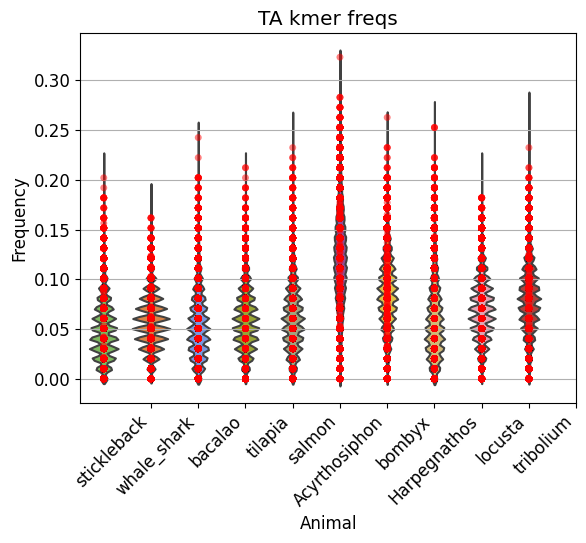 TA kmer freqs
Frequency
0.30
0.25
0.20
0.15
0.10
0.05
0.00
stickleback
whale_shark
bacalao
tilapia
salmon
Acyrthosiphon
bombyx
Harpegnathos
locusta
tribolium
Animal